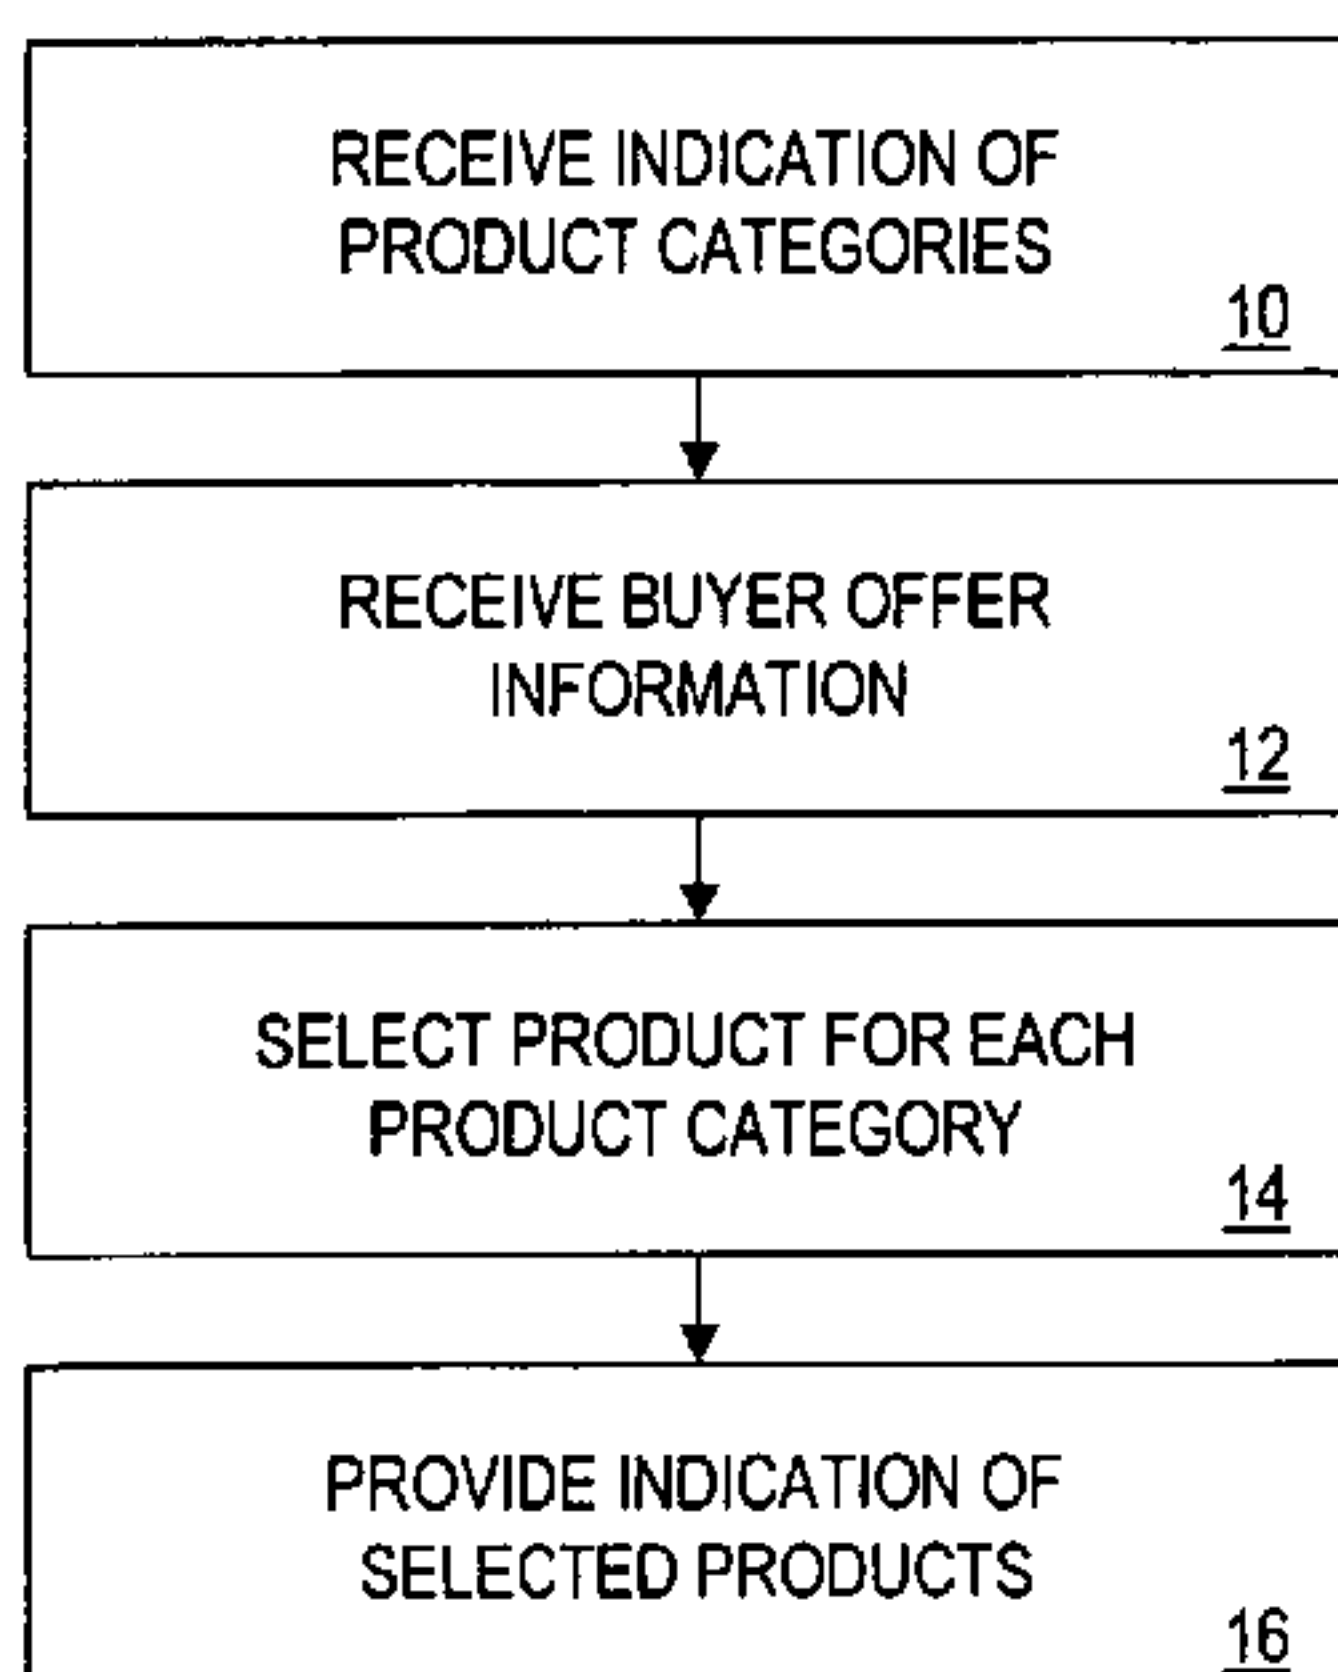 RECEIVE INDICATION OF
PRODUCT CATEGORIES
10
RECEIVE BUYER OFFER
INFORMATION
12
SELECT PRODUCT FOR EACH
PRODUCT CATEGORY
14
PROVIDE INDICATION OF
SELECTED PRODUCTS
16